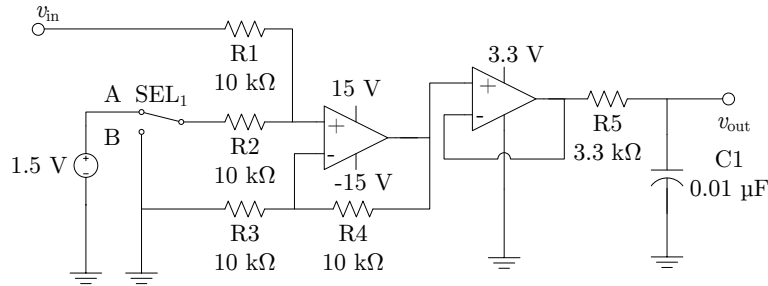 v_in
R1
10 kΩ
3.3 V
A SEL₁
15 V
+
+
-
R5
3.3 kΩ
v_out
B
R2
10 kΩ
+
-
-15 V
1.5 V
+
-
C1
0.01 µF
R3
10 kΩ
R4
10 kΩ